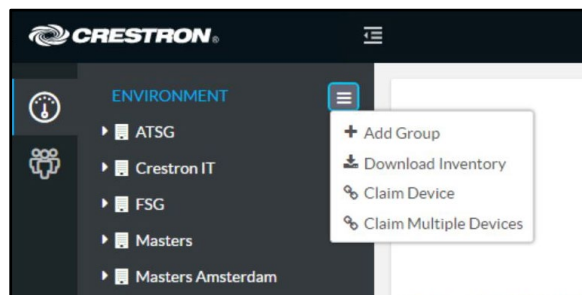 CRESTRON®
ENVIRONMENT
ATSG
Crestron IT
FSG
Masters
Masters Amsterdam
Add Group
Download Inventory
Claim Device
Claim Multiple Devices